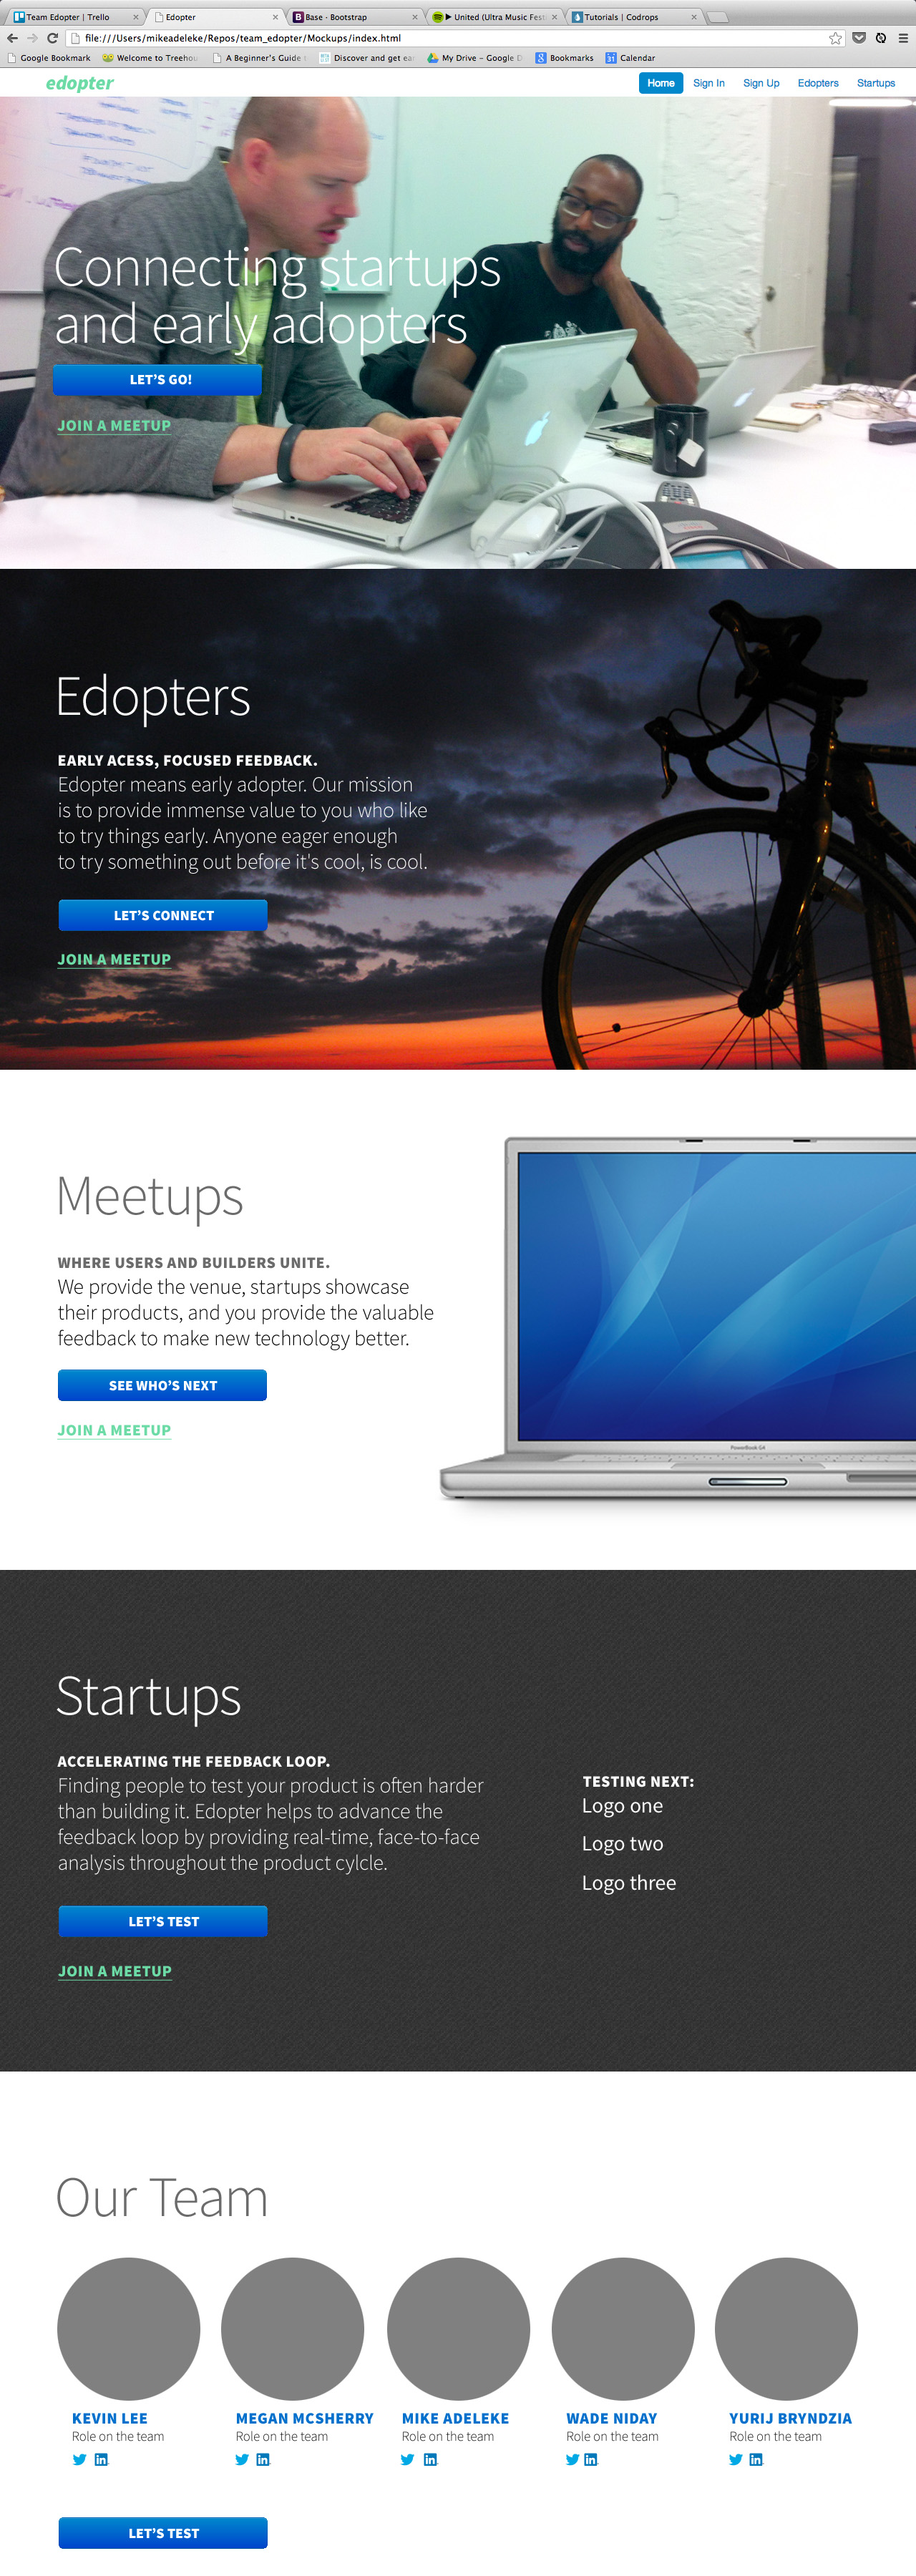 Team Edopter | Trello
Edopter
Base · Bootstrap
United (Ultra Music Fest
Tutorials | Codrops
file:///Users/mikeadeleke/Repos/team_edopter/Mockups/index.html
Google Bookmark
Welcome to Treehou
A Beginner's Guide
Discover and get ea
My Drive – Google D
Bookmarks
Calendar
edopter
Home
Sign In
Sign Up
Edopters
Startups
Connecting startups
and early adopters
LET'S GO!
JOIN A MEETUP
Edopters
EARLY ACESS, FOCUSED FEEDBACK.
Edopter means early adopter. Our mission
is to provide immense value to you who like
to try things early. Anyone eager enough
to try something out before it's cool, is cool.
LET'S CONNECT
JOIN A MEETUP
Meetups
WHERE USERS AND BUILDERS UNITE.
We provide the venue, startups showcase
their products, and you provide the valuable
feedback to make new technology better.
SEE WHO'S NEXT
JOIN A MEETUP
PowerBook G4
Startups
ACCELERATING THE FEEDBACK LOOP.
Finding people to test your product is often harder
than building it. Edopter helps to advance the
feedback loop by providing real-time, face-to-face
analysis throughout the product cylcle.
LET'S TEST
JOIN A MEETUP
TESTING NEXT:
Logo one
Logo two
Logo three
Our Team
KEVIN LEE
Role on the team
MEGAN MCSHERRY
Role on the team
MIKE ADELEKE
Role on the team
WADE NIDAY
Role on the team
YURIJ BRYNDZIA
Role on the team
LET'S TEST